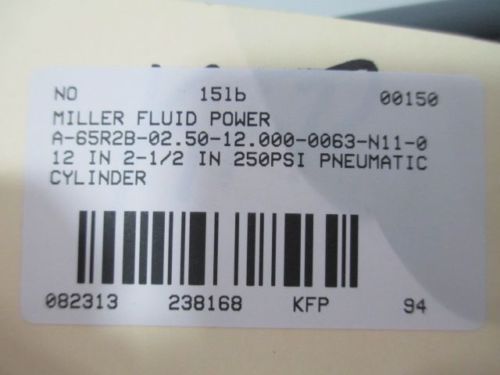 NO 15lb 00150
MILLER FLUID POWER
A-65R2B-02.50-12.000-0063-N11-0
12 IN 2-1/2 IN 250PSI PNEUMATIC
CYLINDER
082313 238168 KFP 94